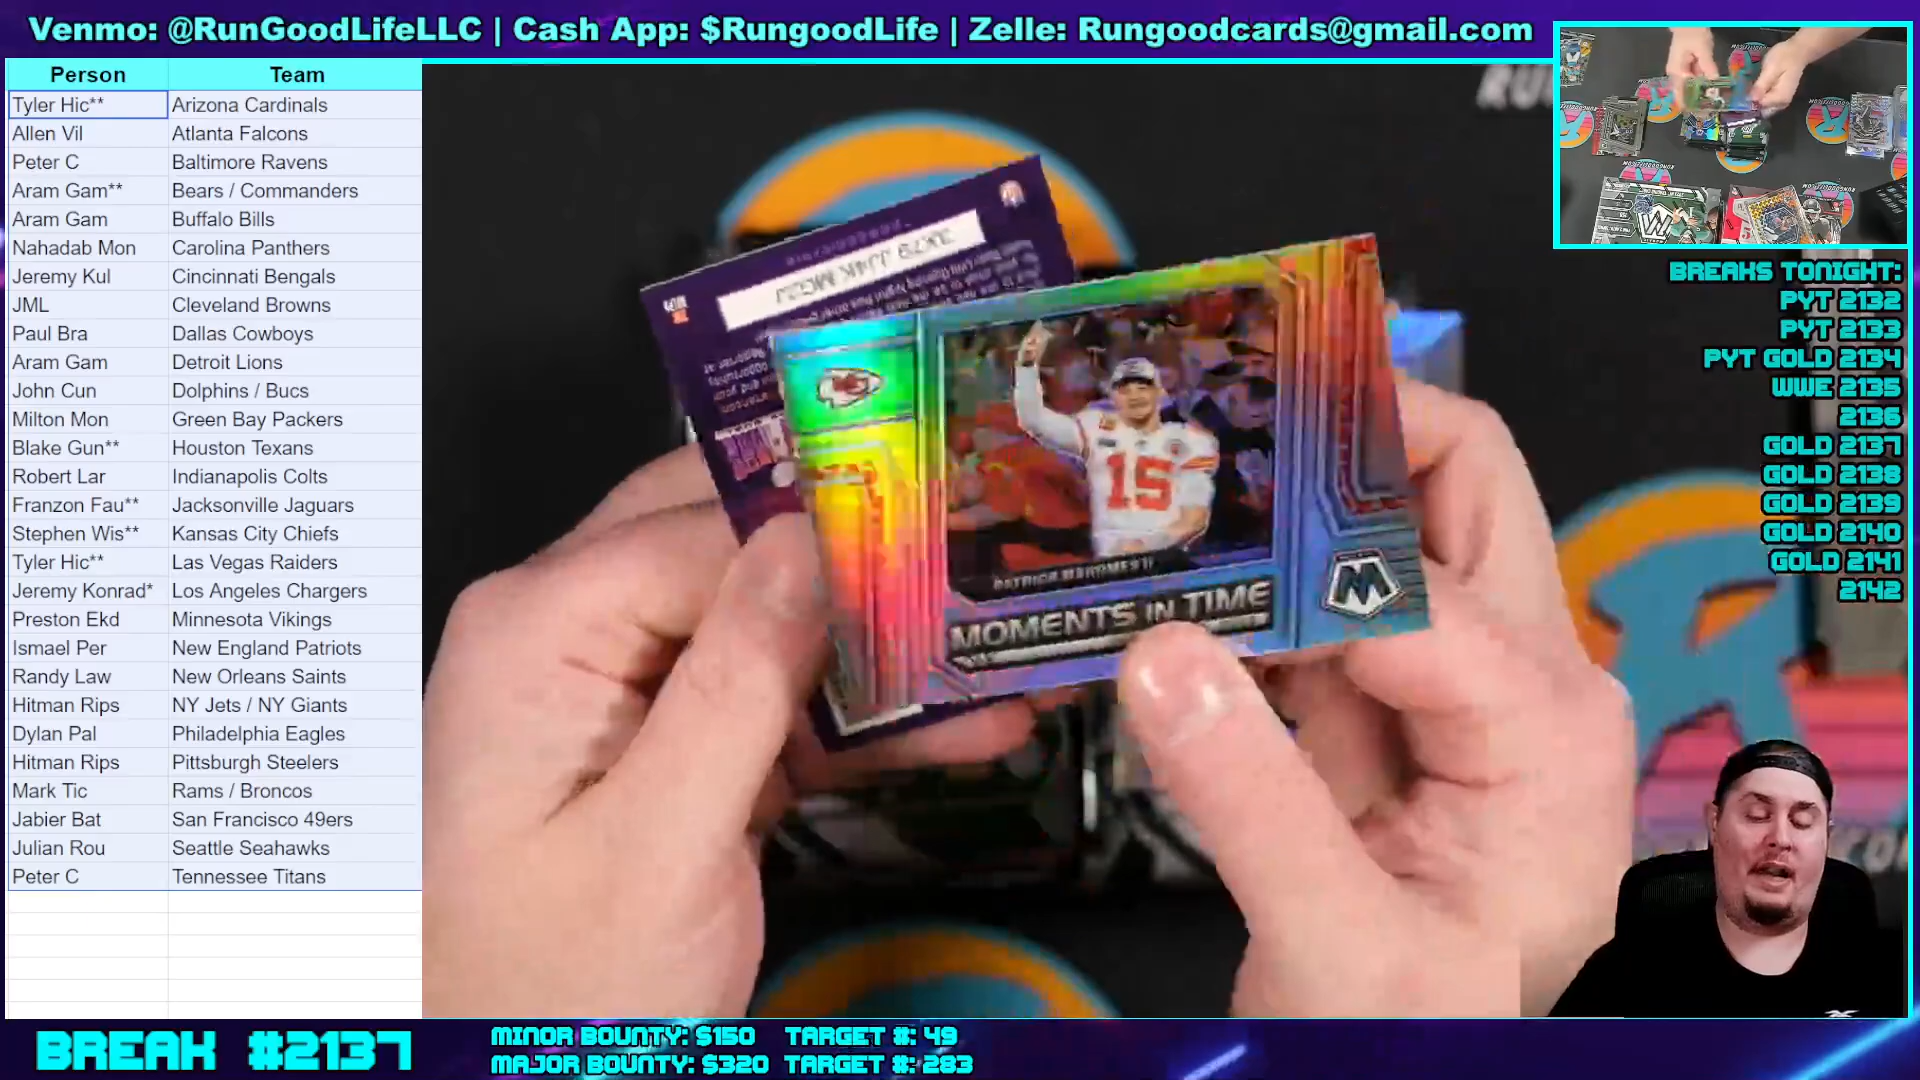 Venmo: @RunGoodLifeLLC | Cash App: $RungoodLife | Zelle: Rungoodcards@gmail.com
Person Team
Tyler Hic** Arizona Cardinals
Allen Vil Atlanta Falcons
Peter C Baltimore Ravens
Aram Gam** Bears / Commanders
Aram Gam Buffalo Bills
Nahadab Mon Carolina Panthers
Jeremy Kul Cincinnati Bengals
JML Cleveland Browns
Paul Bra Dallas Cowboys
Aram Gam Detroit Lions
John Cun Dolphins / Bucs
Milton Mon Green Bay Packers
Blake Gun** Houston Texans
Robert Lar Indianapolis Colts
Franzon Fau** Jacksonville Jaguars
Stephen Wis** Kansas City Chiefs
Tyler Hic** Las Vegas Raiders
Jeremy Konrad* Los Angeles Chargers
Preston Ekd Minnesota Vikings
Ismael Per New England Patriots
Randy Law New Orleans Saints
Hitman Rips NY Jets / NY Giants
Dylan Pal Philadelphia Eagles
Hitman Rips Pittsburgh Steelers
Mark Tic Rams / Broncos
Jabier Bat San Francisco 49ers
Julian Rou Seattle Seahawks
Peter C Tennessee Titans
15
PATRICK MAHOMES II
MOMENTS IN TIME
M
BREAKS TONIGHT:
PYT 2132
PYT 2133
PYT GOLD 2134
WWE 2135
2136
GOLD 2137
GOLD 2138
GOLD 2139
GOLD 2140
GOLD 2141
2142
BREAK #2137
MINOR BOUNTY: $150 TARGET #: 49
MAJOR BOUNTY: $320 TARGET #: 283